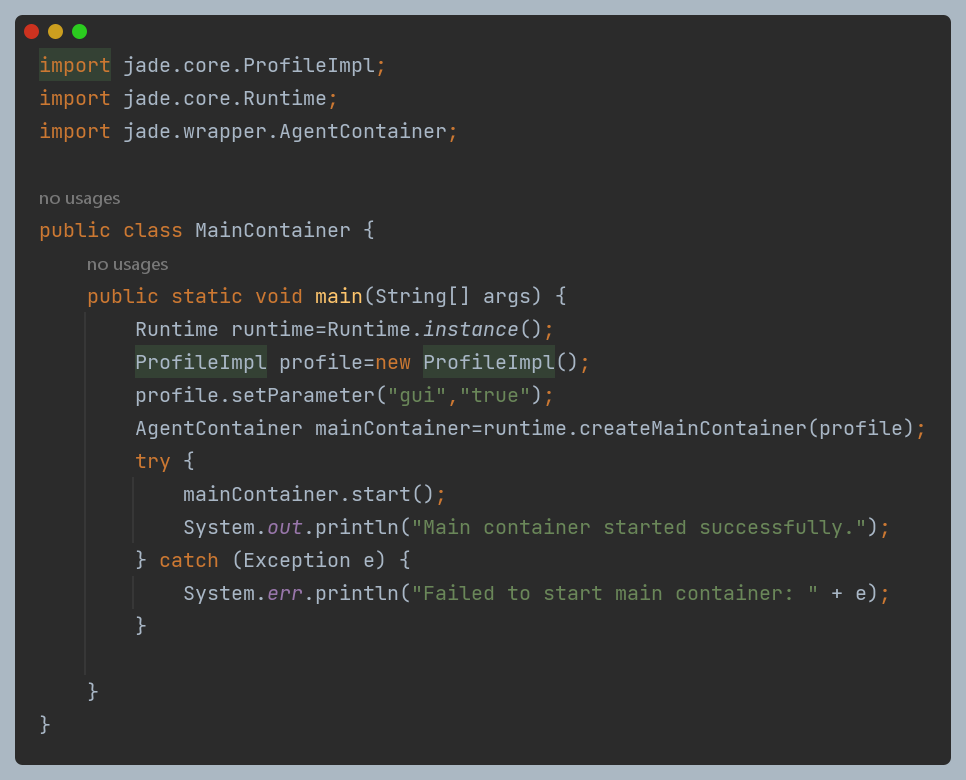 import jade.core.ProfileImpl;
import jade.core.Runtime;
import jade.wrapper.AgentContainer;
no usages
public class MainContainer {
no usages
public static void main(String[] args) {
Runtime runtime=Runtime.instance();
ProfileImpl profile=new ProfileImpl();
profile.setParameter("gui","true");
AgentContainer mainContainer=runtime.createMainContainer(profile);
try {
mainContainer.start();
System.out.println("Main container started successfully.");
} catch (Exception e) {
System.err.println("Failed to start main container: " + e);
}
}
}